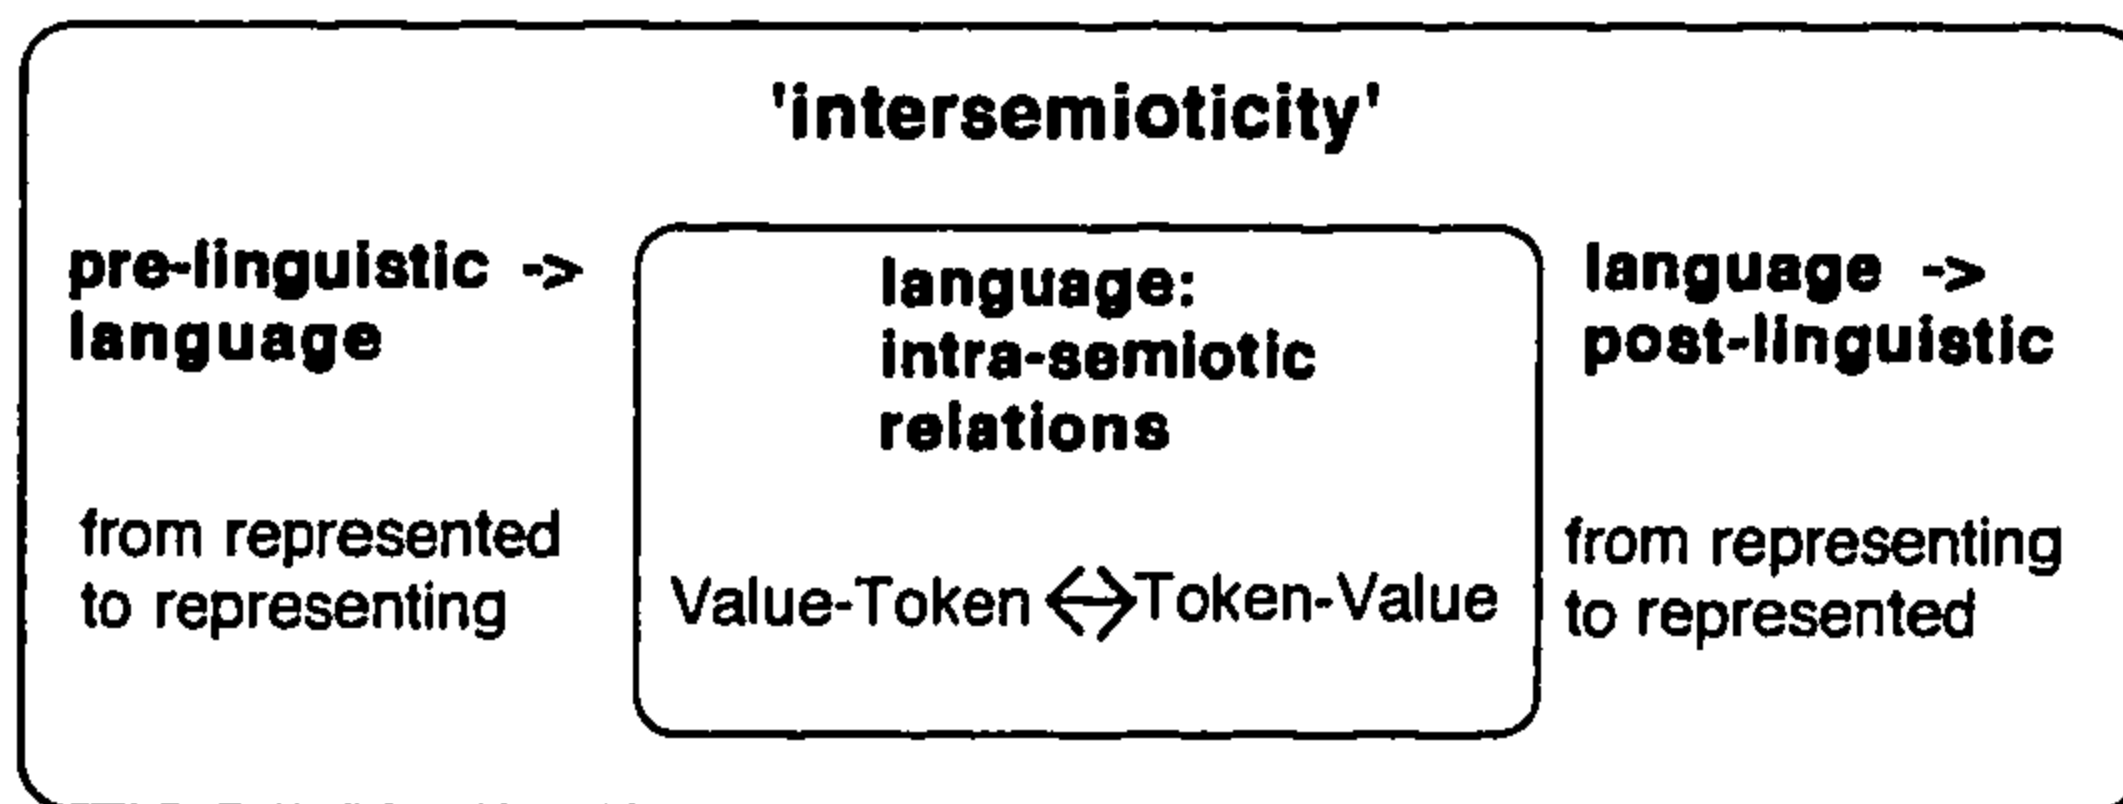 'intersemioticity'
pre-linguistic ->
language
language:
intra-semiotic
relations
language ->
post-linguistic
from represented
to representing
Value-Token <->Token-Value
from representing
to represented